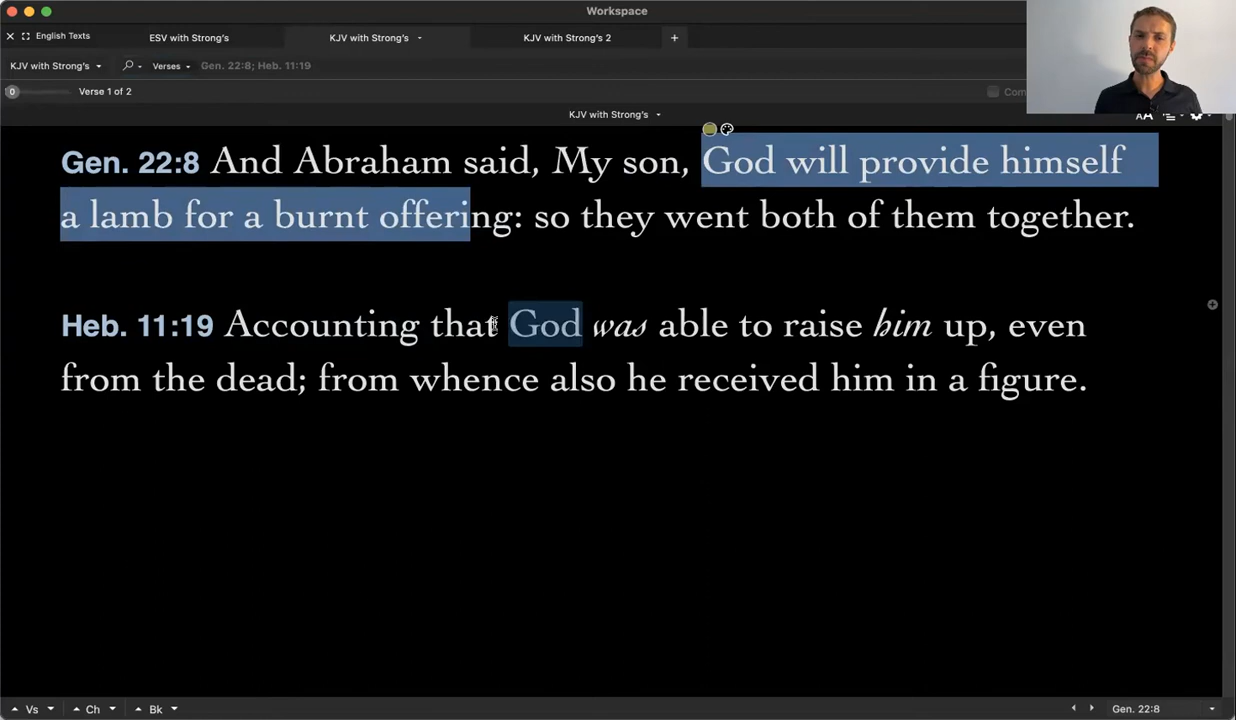 Workspace
English Texts
ESV with Strong's
KJV with Strong's
KJV with Strong's 2
KJV with Strong's
Verses
Gen. 22:8; Heb. 11:19
0
Verse 1 of 2
Com
KJV with Strong's
AA
Gen. 22:8 And Abraham said, My son, God will provide himself
a lamb for a burnt offering: so they went both of them together.
Heb. 11:19 Accounting that God was able to raise him up, even
from the dead; from whence also he received him in a figure.
Vs
Ch
Bk
Gen. 22:8